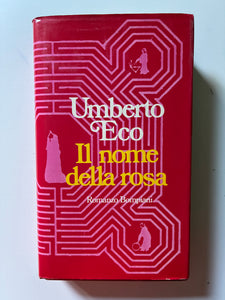 Umberto
Eco
Il nome
della rosa
Romanzo Bompiani